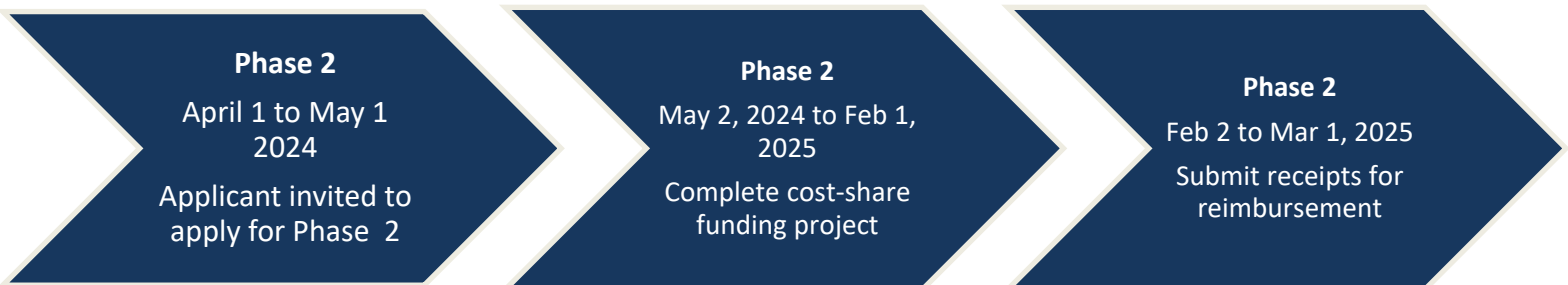 Phase 2
April 1 to May 1
2024
Applicant invited to
apply for Phase  2
Phase 2
May 2, 2024 to Feb 1,
2025
Complete cost-share
funding project
Phase 2
Feb 2 to Mar 1, 2025
Submit receipts for
reimbursement